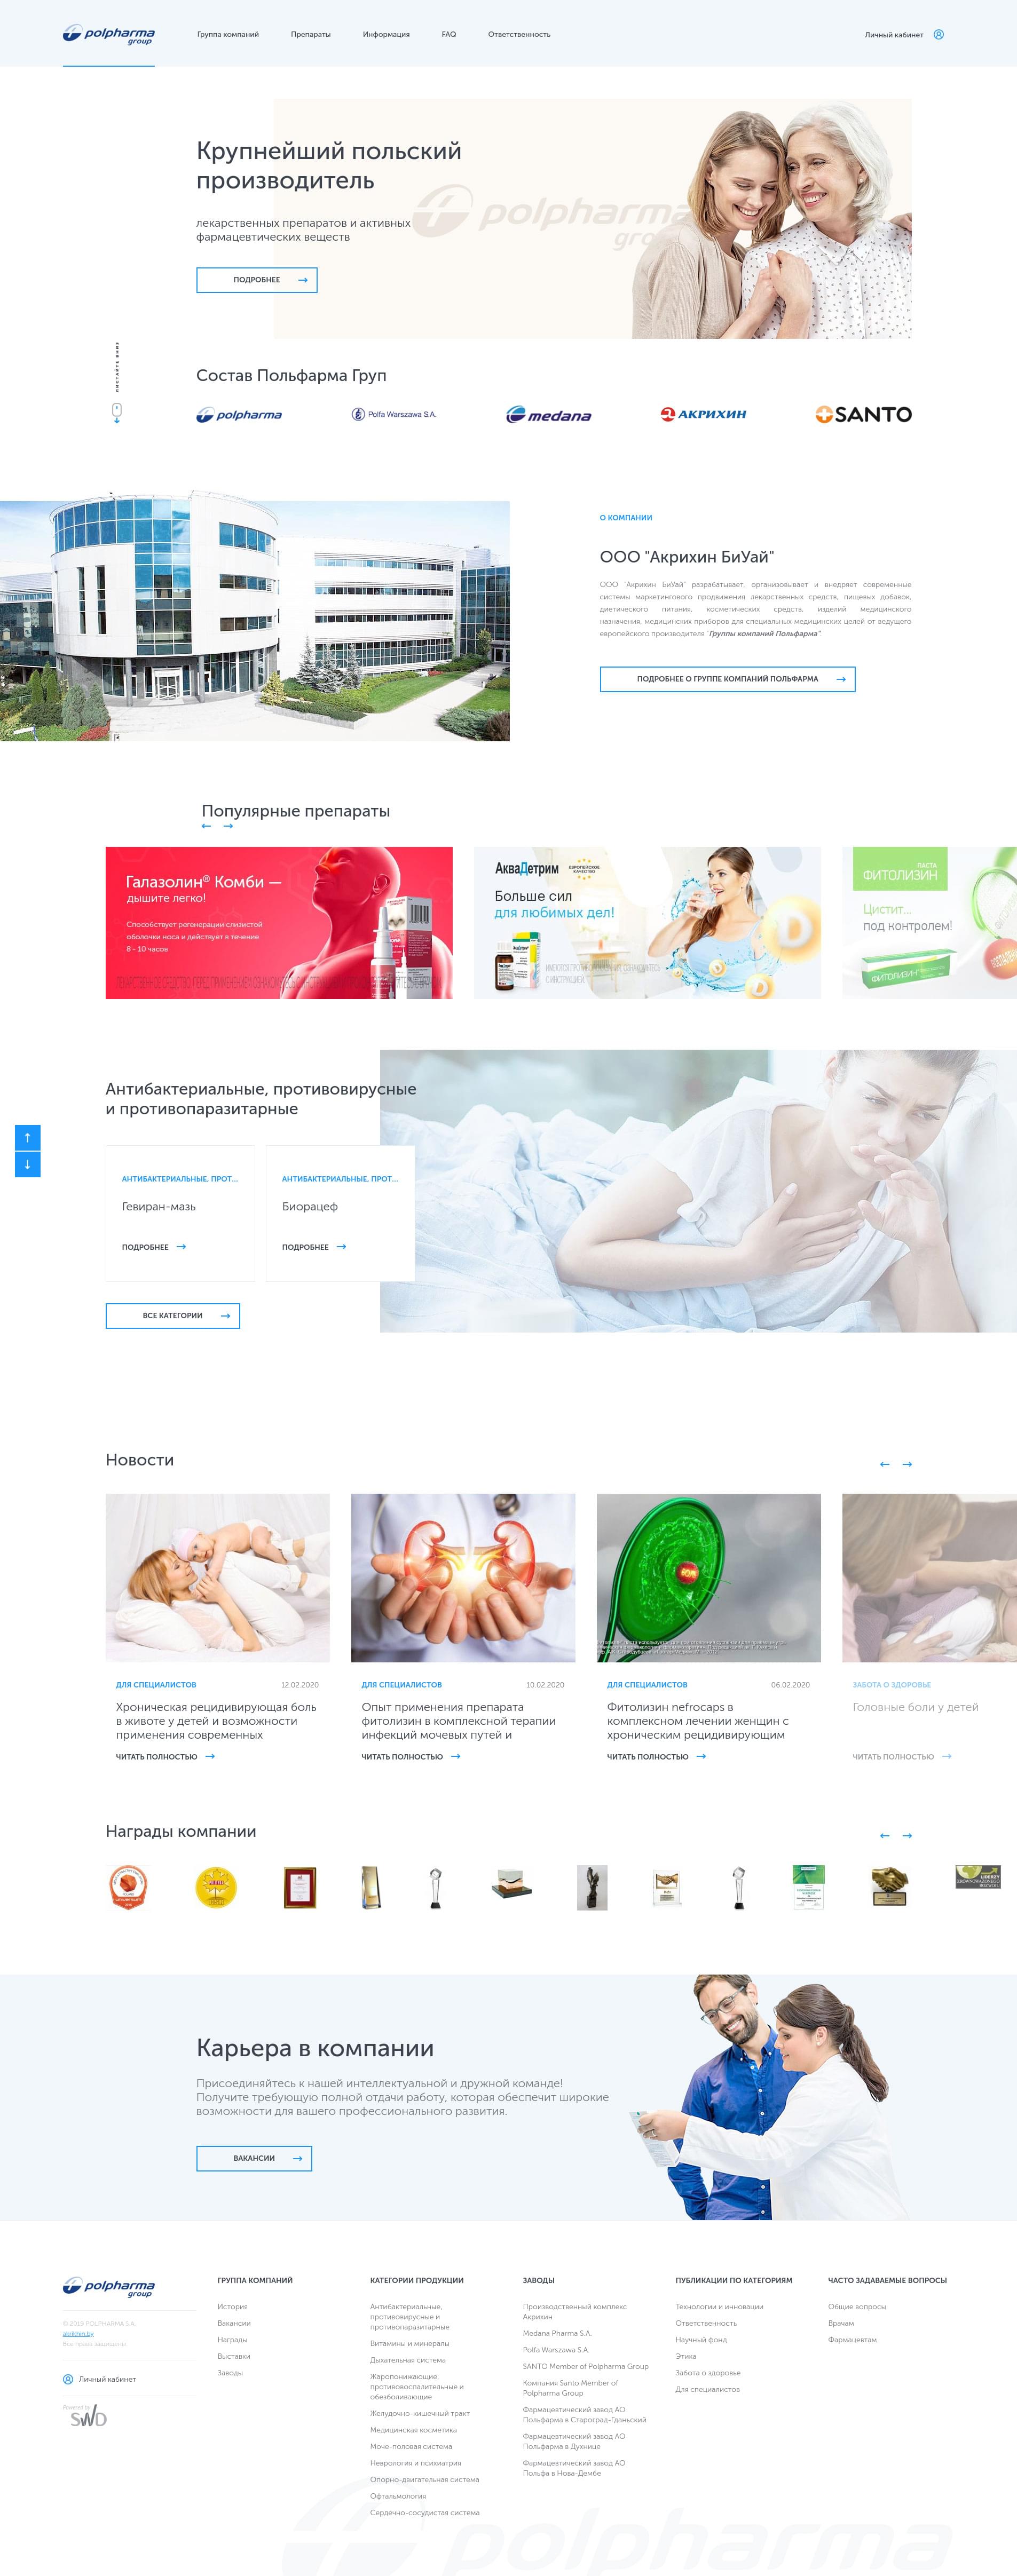 polpharma
group
Группа компаний
Препараты
Информация
FAQ
Ответственность
Личный кабинет
Крупнейший польский
производитель
polpharma
лекарственных препаратов и активных
фармацевтических веществ
ПОДРОБНЕЕ
ЛИСТАЙТЕ ВНИЗ
Состав Польфарма Груп
polpharma
Polfa Warszawa S.A.
medana
АКРИХИН
SANTO
О КОМПАНИИ
ООО "Акрихин БиУай"
ООО "Акрихин БиУай" разрабатывает, организовывает и внедряет современные
системы маркетингового продвижения лекарственных средств, пищевых добавок,
диетического питания, косметических средств, изделий медицинского
назначения, медицинских приборов для специальных медицинских целей от ведущего
европейского производителя "Группы компаний Польфарма".
ПОДРОБНЕЕ О ГРУППЕ КОМПАНИЙ ПОЛЬФАРМА
Популярные препараты
Галазолин® Комби —
дышите легко!
Способствует регенерации слизистой
оболочки носа и действует в течение
8 - 10 часов
АкваДетрим
ЕВРОПЕЙСКОЕ
КАЧЕСТВО
Больше сил
для любимых дел!
D
D
ПАСТА
ФИТОЛИЗИН
Цистит...
под контролем!
ФИТОЛИЗИН
Антибактериальные, противовирусные
и противопаразитарные
АНТИБАКТЕРИАЛЬНЫЕ, ПРОТ...
АНТИБАКТЕРИАЛЬНЫЕ, ПРОТ...
Гевиран-мазь
Биорацеф
ПОДРОБНЕЕ
ПОДРОБНЕЕ
ВСЕ КАТЕГОРИИ
Новости
БОЛЬ
ДЛЯ СПЕЦИАЛИСТОВ
12.02.2020
Хроническая рецидивирующая боль
в животе у детей и возможности
применения современных
ЧИТАТЬ ПОЛНОСТЬЮ
ДЛЯ СПЕЦИАЛИСТОВ
10.02.2020
Опыт применения препарата
фитолизин в комплексной терапии
инфекций мочевых путей и
ЧИТАТЬ ПОЛНОСТЬЮ
ДЛЯ СПЕЦИАЛИСТОВ
06.02.2020
Фитолизин nefrocaps в
комплексном лечении женщин с
хроническим рецидивирующим
ЧИТАТЬ ПОЛНОСТЬЮ
ЗАБОТА О ЗДОРОВЬЕ
Головные боли у детей
ЧИТАТЬ ПОЛНОСТЬЮ
Награды компании
Карьера в компании
Присоединяйтесь к нашей интеллектуальной и дружной команде!
Получите требующую полной отдачи работу, которая обеспечит широкие
возможности для вашего профессионального развития.
ВАКАНСИИ
polpharma
group
© 2019 POLPHARMA S.A.
akrikhin.by
Все права защищены
Личный кабинет
Powered by
SWD
ГРУППА КОМПАНИЙ
История
Вакансии
Награды
Выставки
Заводы
КАТЕГОРИИ ПРОДУКЦИИ
Антибактериальные,
противовирусные и
противопаразитарные
Витамины и минералы
Дыхательная система
Жаропонижающие,
противовоспалительные и
обезболивающие
Желудочно-кишечный тракт
Медицинская косметика
Моче-половая система
Неврология и психиатрия
Опорно-двигательная система
Офтальмология
Сердечно-сосудистая система
ЗАВОДЫ
Производственный комплекс
Акрихин
Medana Pharma S.A.
Polfa Warszawa S.A.
SANTO Member of Polpharma Group
Компания Santo Member of
Polpharma Group
Фармацевтический завод АО
Польфарма в Староград-Гданьский
Фармацевтический завод АО
Польфарма в Духнице
Фармацевтический завод АО
Польфа в Нова-Дембе
ПУБЛИКАЦИИ ПО КАТЕГОРИЯМ
Технологии и инновации
Ответственность
Научный фонд
Этика
Забота о здоровье
Для специалистов
ЧАСТО ЗАДАВАЕМЫЕ ВОПРОСЫ
Общие вопросы
Врачам
Фармацевтам
polpharma